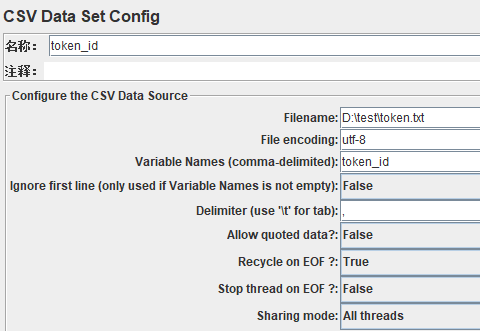 CSV Data Set Config
名称： token_id
注释：
Configure the CSV Data Source
Filename: D:\test\token.txt
File encoding: utf-8
Variable Names (comma-delimited): token_id
Ignore first line (only used if Variable Names is not empty): False
Delimiter (use '\t' for tab): ,
Allow quoted data?: False
Recycle on EOF ?: True
Stop thread on EOF ?: False
Sharing mode: All threads